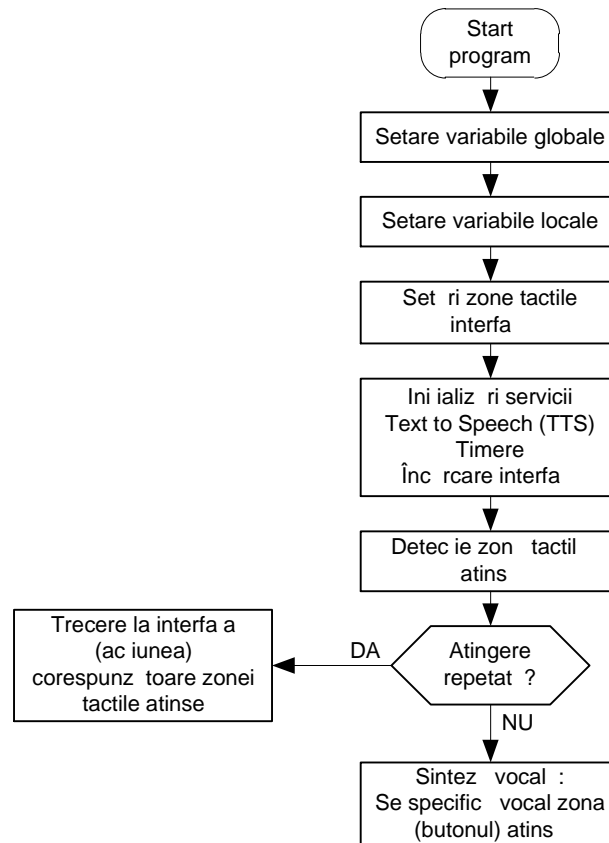 Start
program
Setare variabile globale
Setare variabile locale
Set ri zone tactile
interfa
Ini ializ ri servicii
Text to Speech (TTS)
Timere
Înc rcare interfa
Detec ie zon tactil
atins
Atingere
repetat ?
DA
Trecere la interfa a
(ac iunea)
corespunz toare zonei
tactile atinse
NU
Sintez vocal :
Se specific vocal zona
(butonul) atins